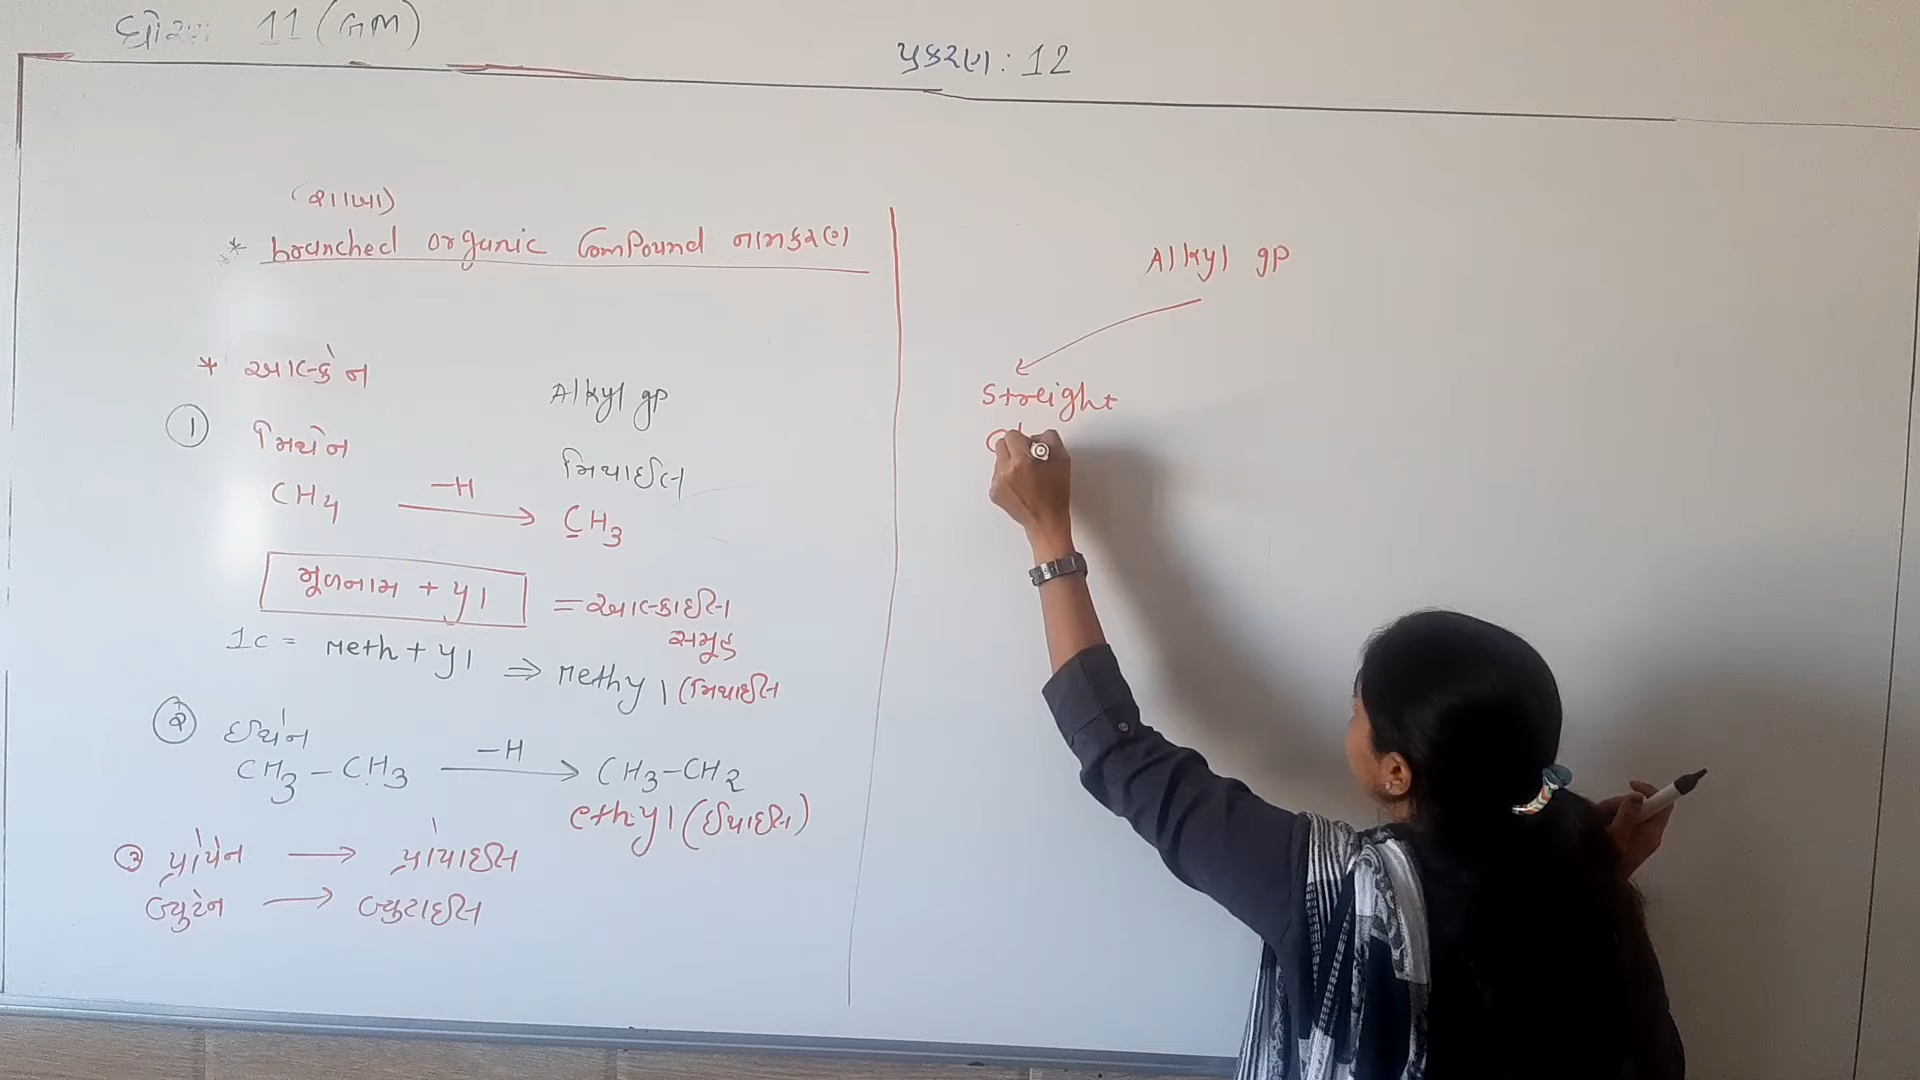 ધોરણ: 11 (GM)
પ્રકરણ : 12
(શાખા)
* branched organic Compound નામકરણ
* આલ્કેન
Alkyl gp
① મિથેન
મિથાઈલ
CH4 —H→ CH3
મૂળનામ + yl = આલ્કાઈલ
સમૂહ
1c = Meth + yl ⇒ Methyl (મિથાઈલ
② ઈથેન
CH3 – CH3 —H→ CH3–CH2
ethyl (ઈથાઈલ)
③ પ્રોપેન → પ્રોપાઈલ
બ્યુટેન → બ્યુટાઈલ
Alkyl gp
Streight